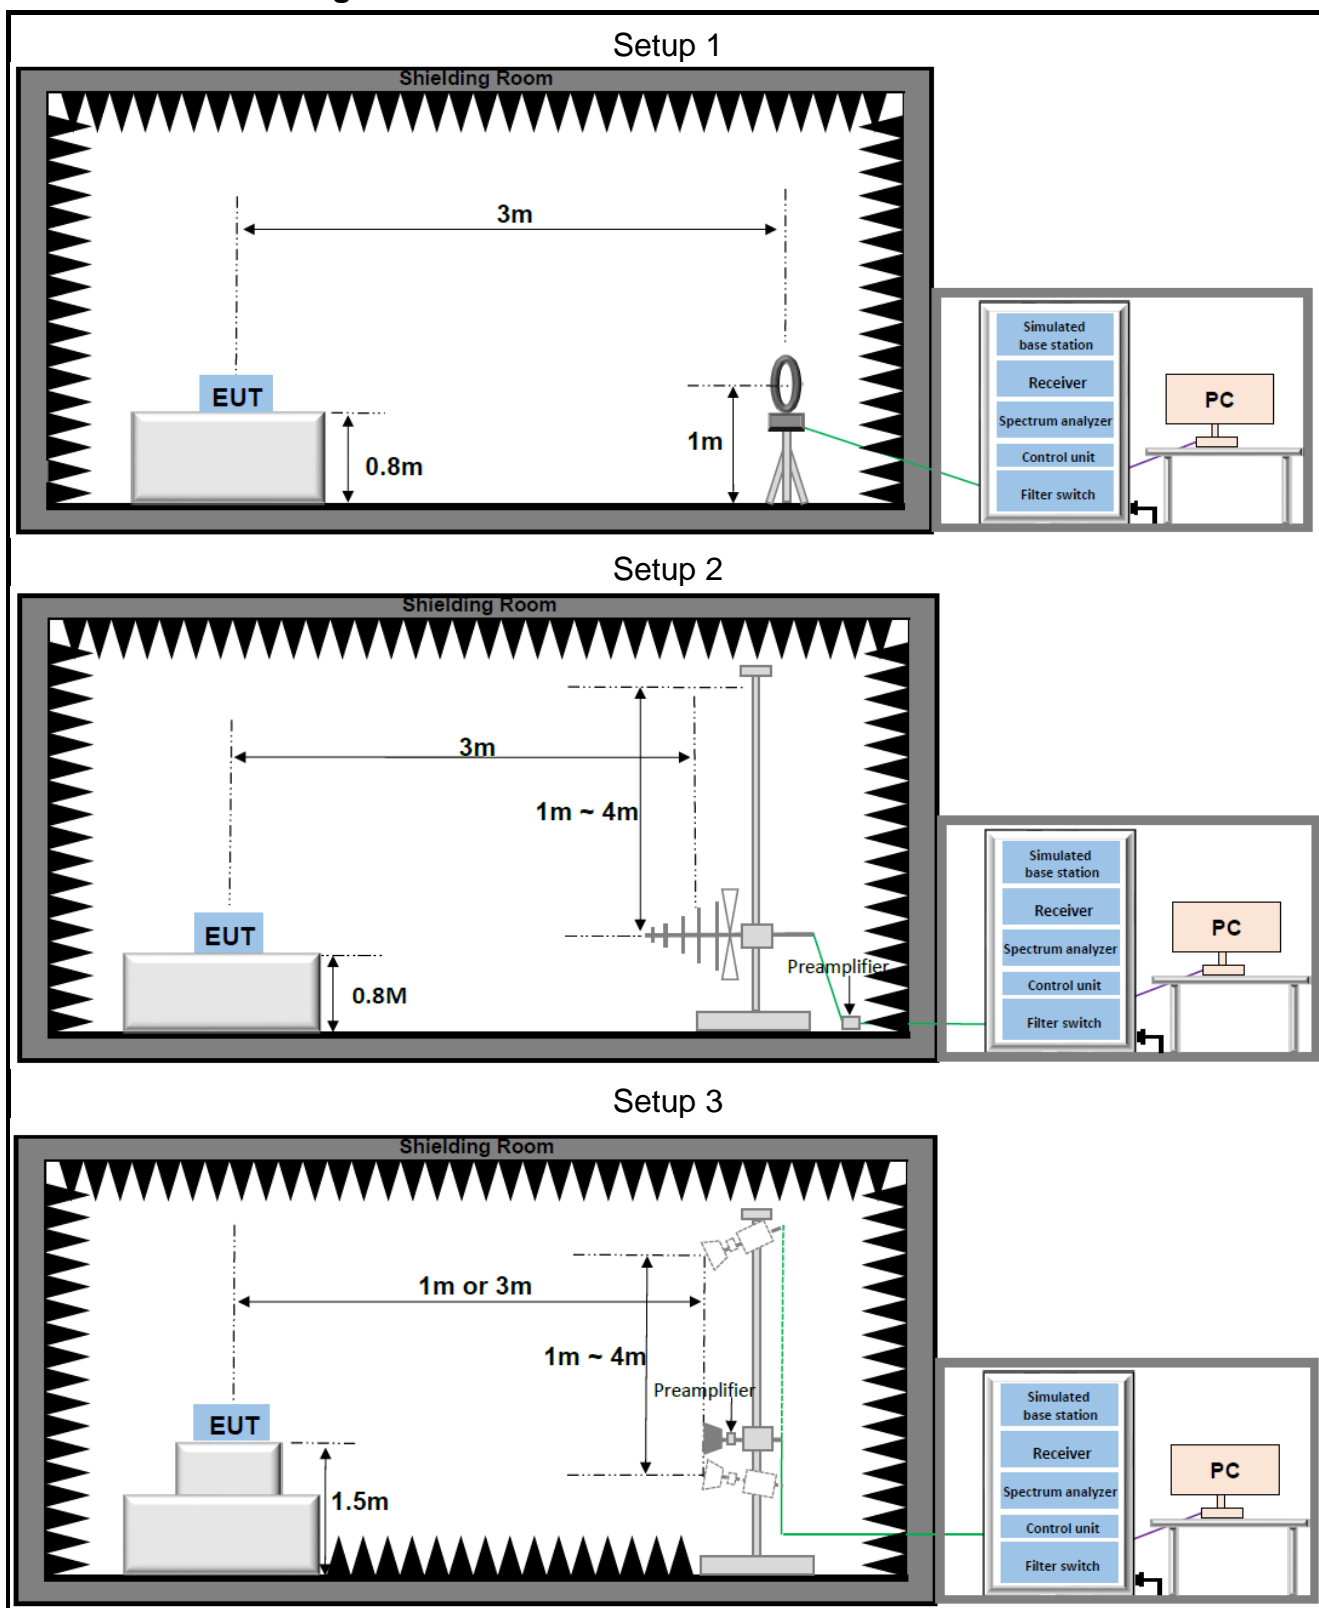 Setup 1
Shielding Room
3m
EUT
0.8m
1m
Simulated
base station
Receiver
Spectrum analyzer
Control unit
Filter switch
PC
Setup 2
Shielding Room
3m
1m ~ 4m
EUT
0.8M
Preamplifier
Simulated
base station
Receiver
Spectrum analyzer
Control unit
Filter switch
PC
Setup 3
Shielding Room
1m or 3m
1m ~ 4m
Preamplifier
EUT
1.5m
Simulated
base station
Receiver
Spectrum analyzer
Control unit
Filter switch
PC